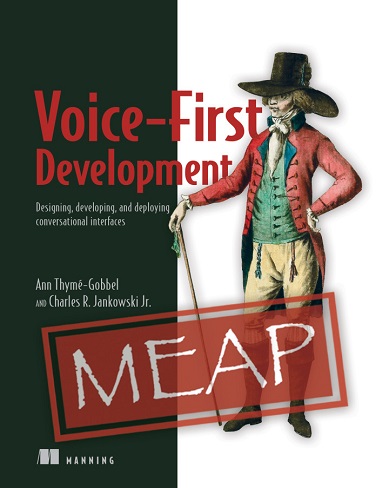 Voice-First
Development
Designing, developing, and deploying
conversational interfaces
Ann Thymé-Gobbel
AND Charles R. Jankowski Jr.
MEAP
MANNING